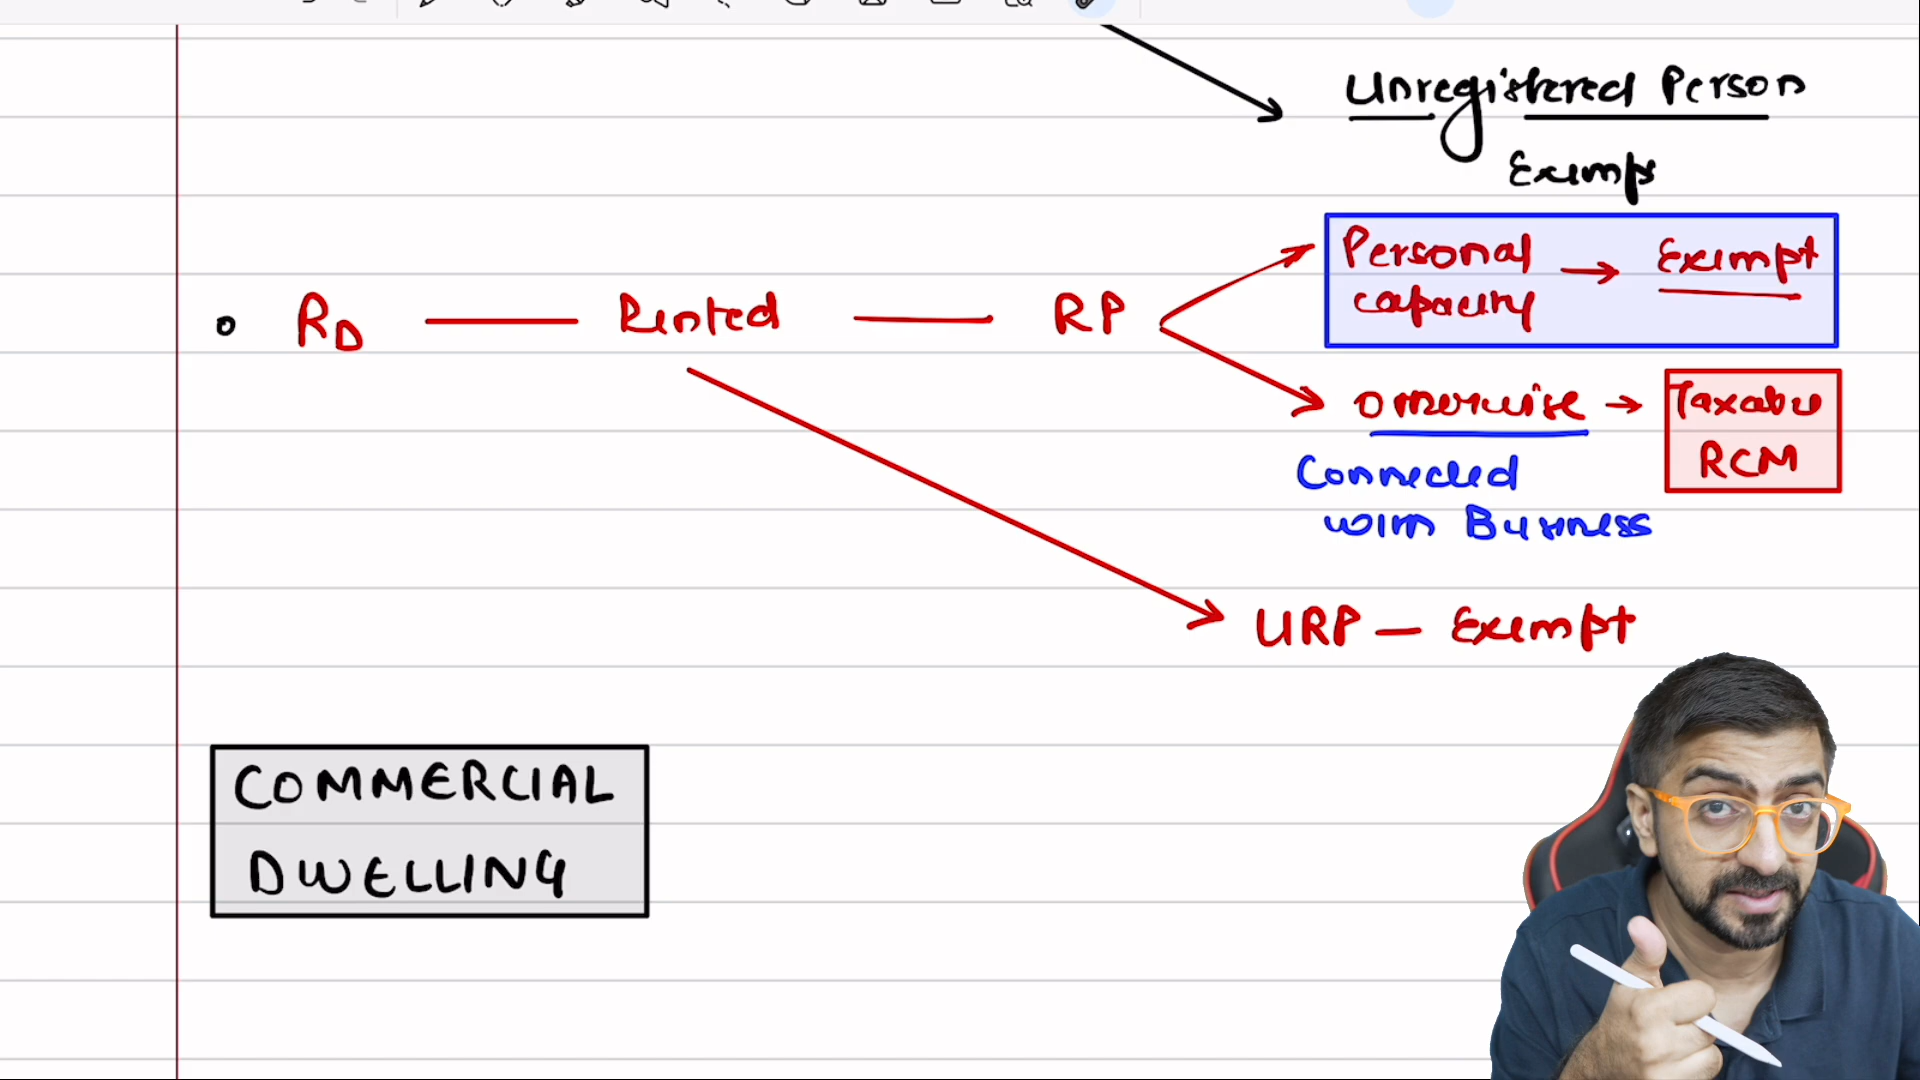 Unregistered Person
Exempt
Personal capacity → Exempt
• RD — Rented — RP
otherwise → Taxable RCM
Connected
with Business
URP — Exempt
COMMERCIAL
DWELLING